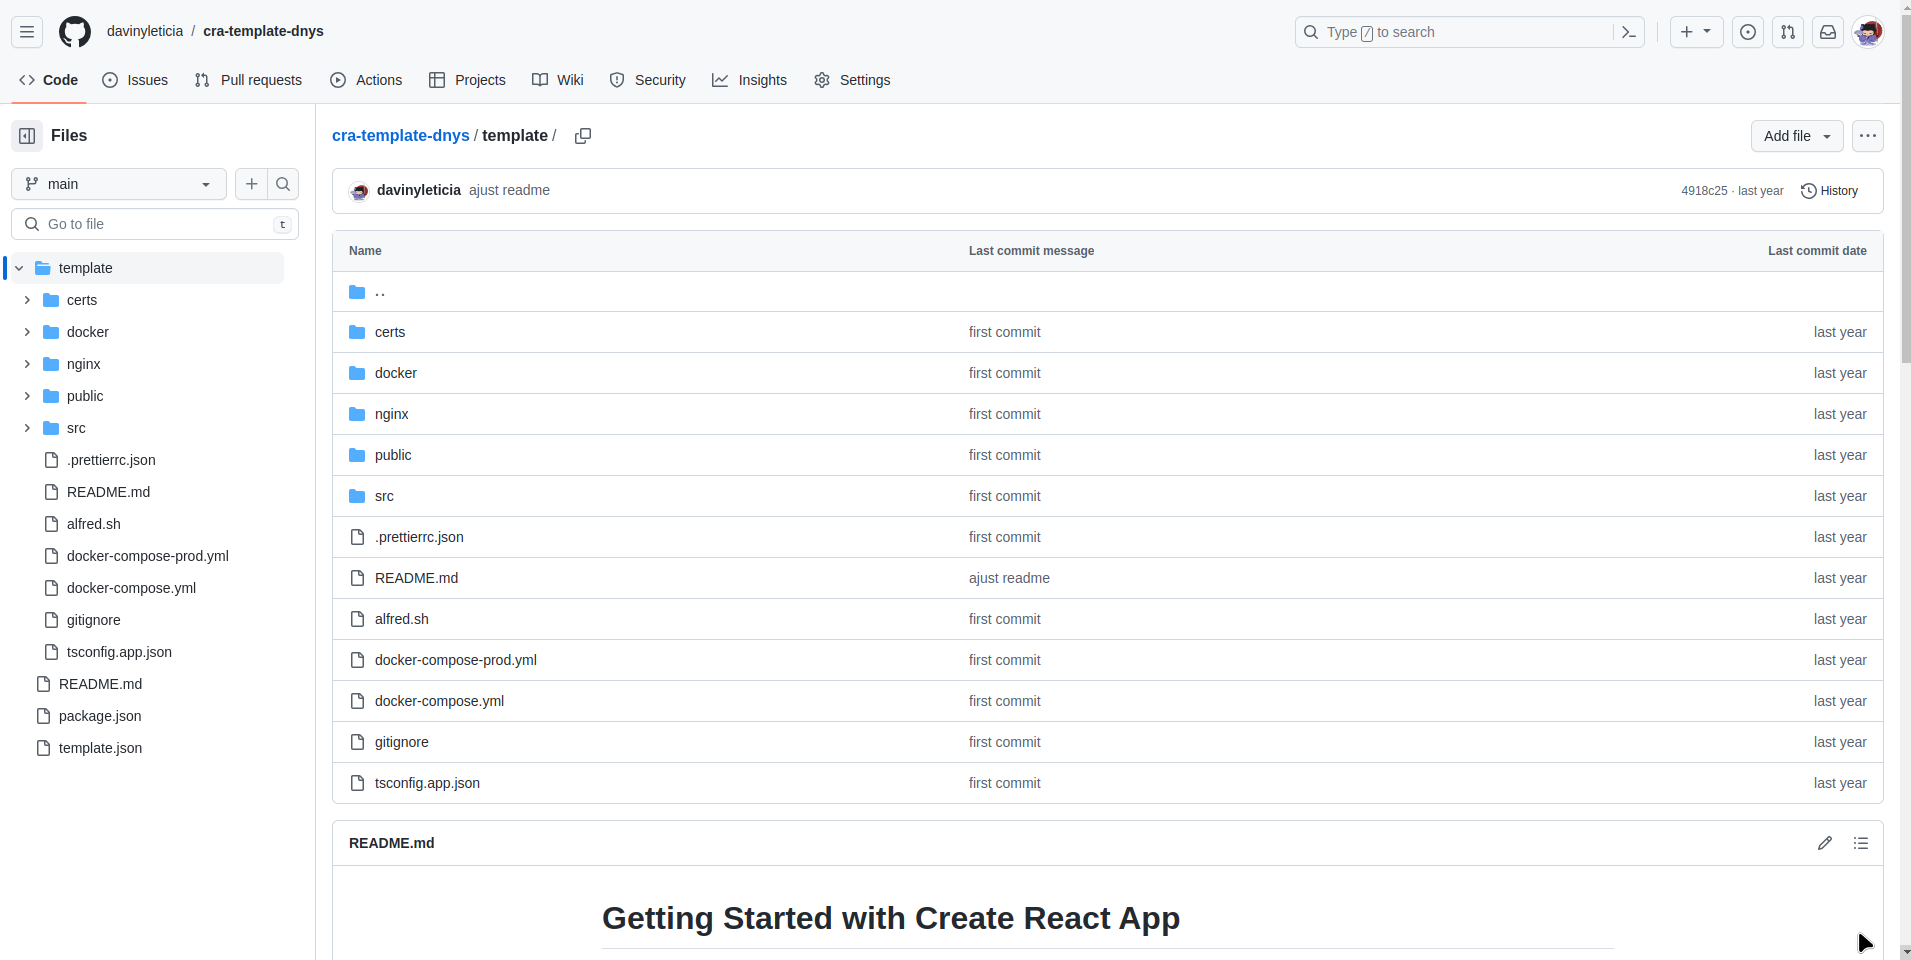 davinyleticia / cra-template-dnys
Type / to search
Code Issues Pull requests Actions Projects Wiki Security Insights Settings
Files
cra-template-dnys / template /
Add file
main
davinyleticia ajust readme
4918c25 · last year History
Go to file t
Name Last commit message Last commit date
template
certs
docker
nginx
public
src
.prettierrc.json
README.md
alfred.sh
docker-compose-prod.yml
docker-compose.yml
gitignore
tsconfig.app.json
README.md
package.json
template.json
..
certs first commit last year
docker first commit last year
nginx first commit last year
public first commit last year
src first commit last year
.prettierrc.json first commit last year
README.md ajust readme last year
alfred.sh first commit last year
docker-compose-prod.yml first commit last year
docker-compose.yml first commit last year
gitignore first commit last year
tsconfig.app.json first commit last year
README.md
Getting Started with Create React App